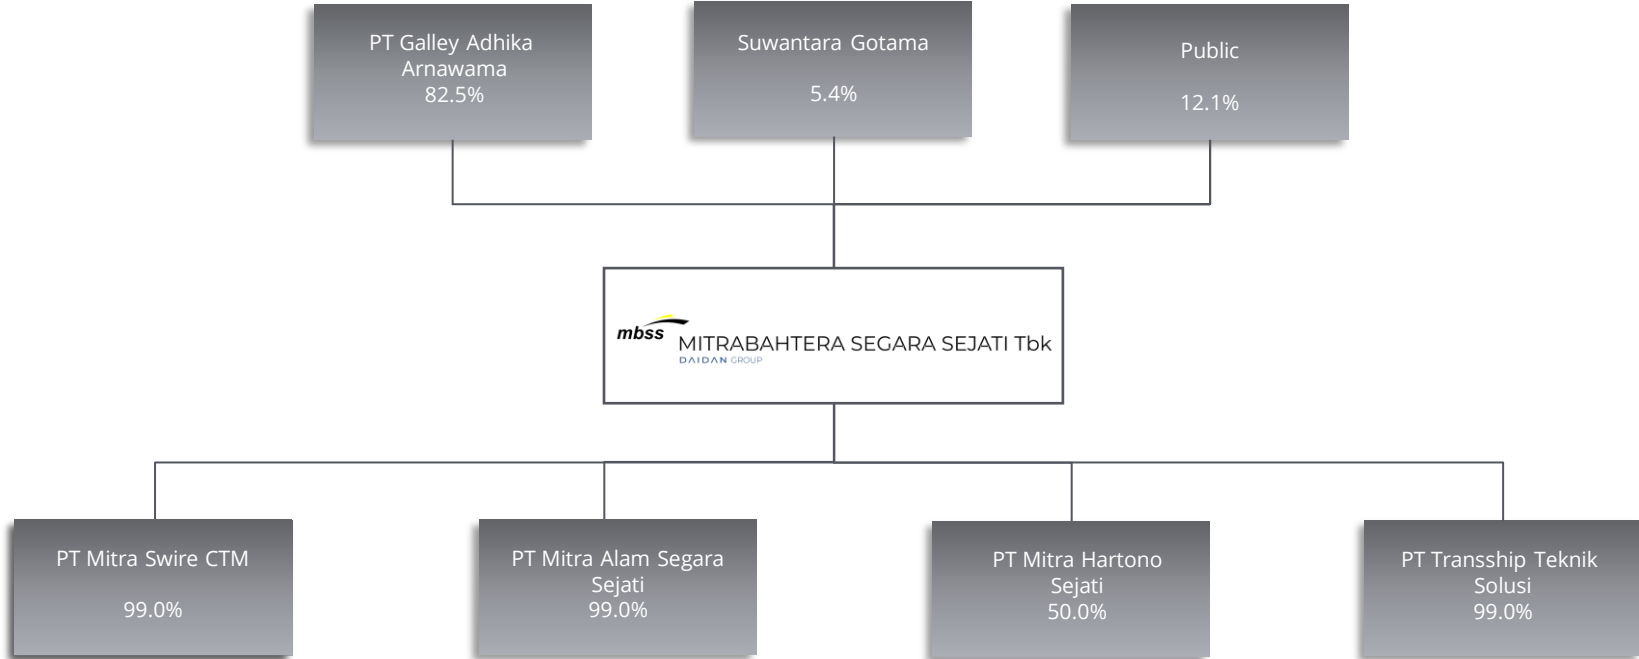 PT Galley Adhika
Arnawama
82.5%
Suwantara Gotama
5.4%
Public
12.1%
mbss
MITRABAHTERA SEGARA SEJATI Tbk
DAIDAN GROUP
PT Mitra Swire CTM
99.0%
PT Mitra Alam Segara
Sejati
99.0%
PT Mitra Hartono
Sejati
50.0%
PT Transship Teknik
Solusi
99.0%